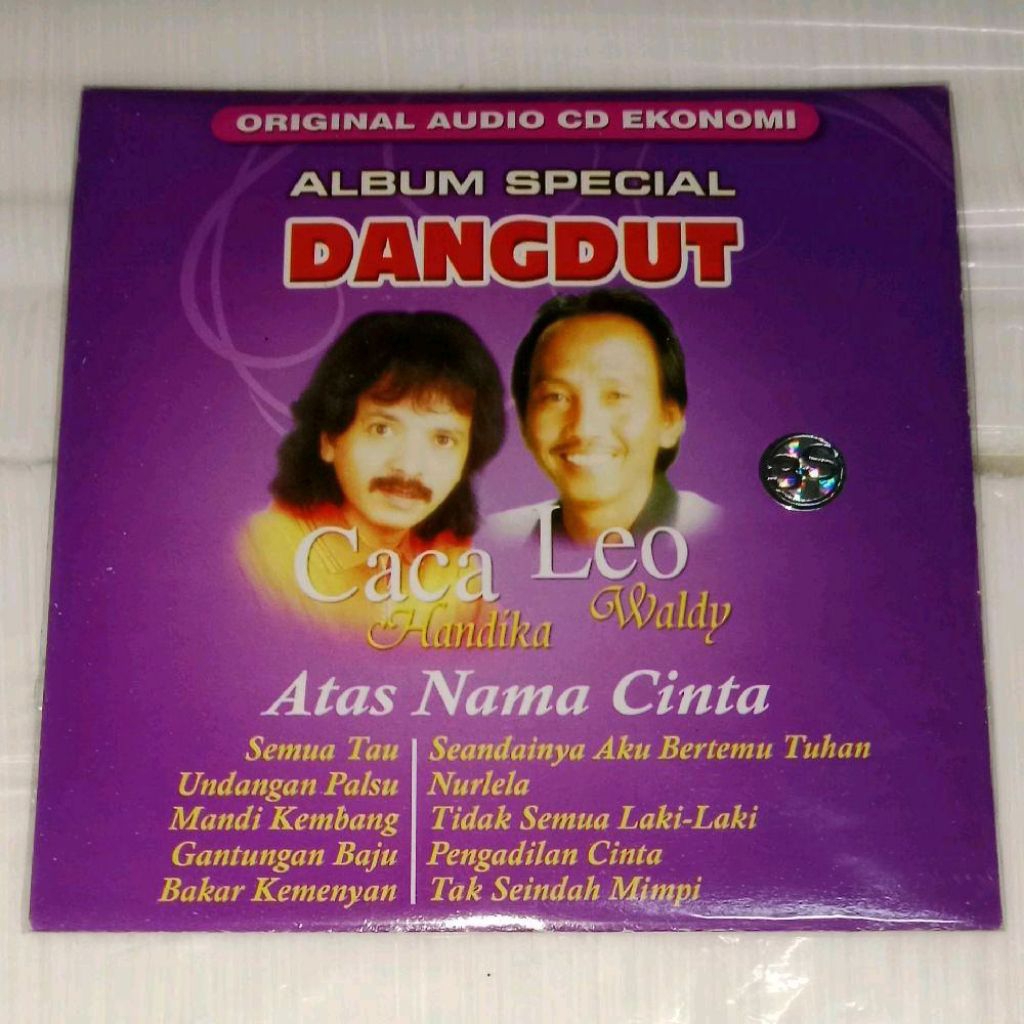 ORIGINAL AUDIO CD EKONOMI
ALBUM SPECIAL
DANGDUT
Caca
Handika
Leo
Waldy
Atas Nama Cinta
Semua Tau
Undangan Palsu
Mandi Kembang
Gantungan Baju
Bakar Kemenyan
Seandainya Aku Bertemu Tuhan
Nurlela
Tidak Semua Laki-Laki
Pengadilan Cinta
Tak Seindah Mimpi